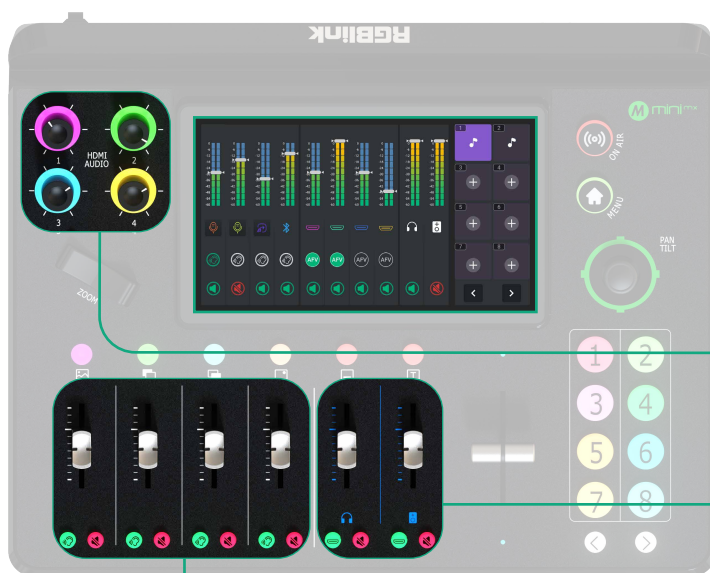 RGBlink
mini mx
1 2
HDMI
AUDIO
3 4
1 2
3 4
5 6
7 8
AFV AFV AFV AFV
ON AIR
MENU
PAN
TILT
ZOOM
T
1 2
3 4
5 6
7 8